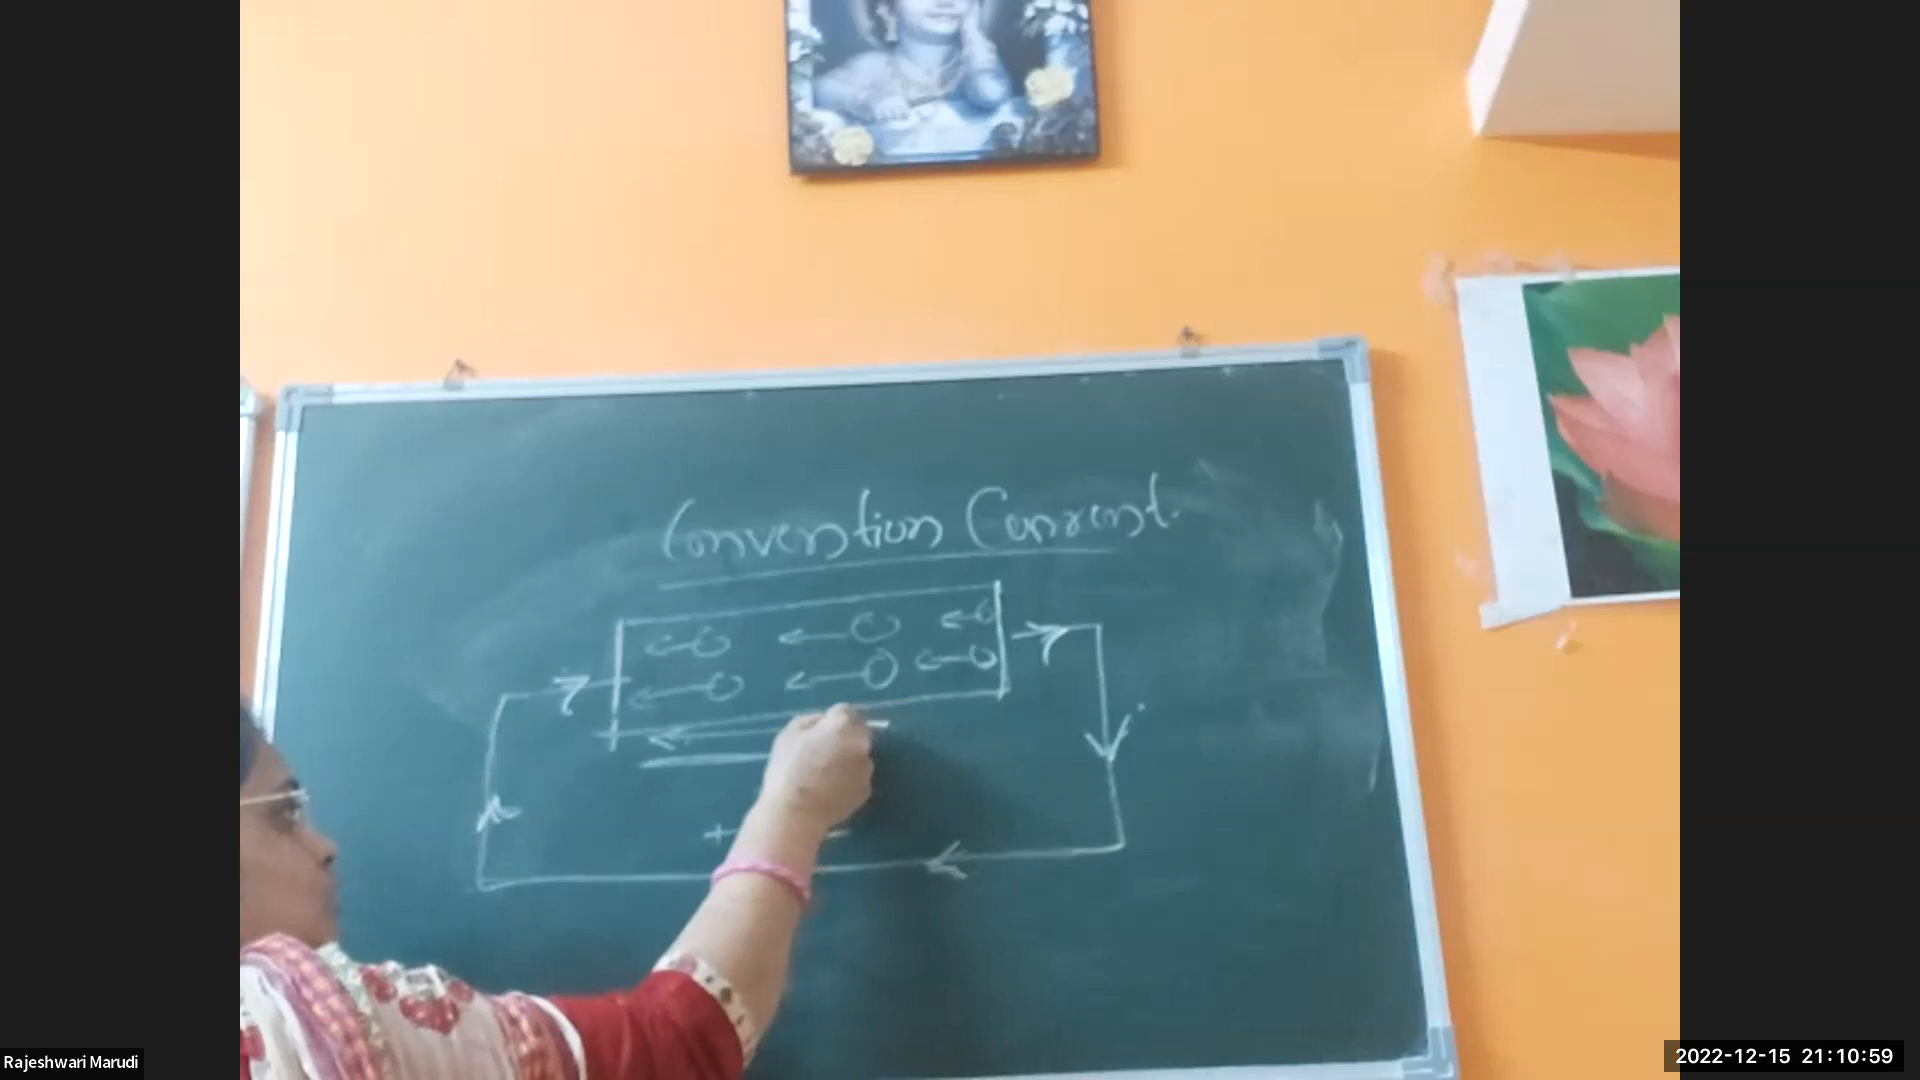 Convention Current.
+
Rajeshwari Marudi
2022-12-15 21:10:59